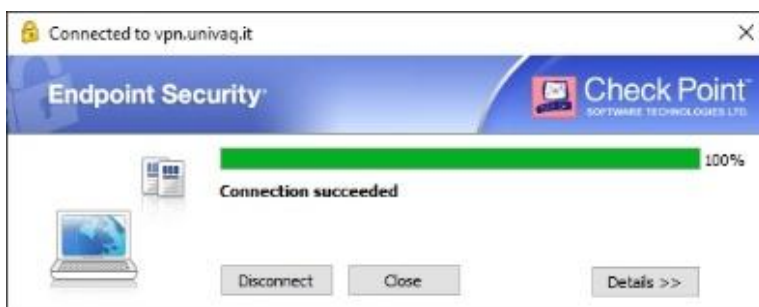 Connected to vpn.univaq.it
Endpoint Security
Check Point
SOFTWARE TECHNOLOGIES LTD.
100%
Connection succeeded
Disconnect
Close
Details >>